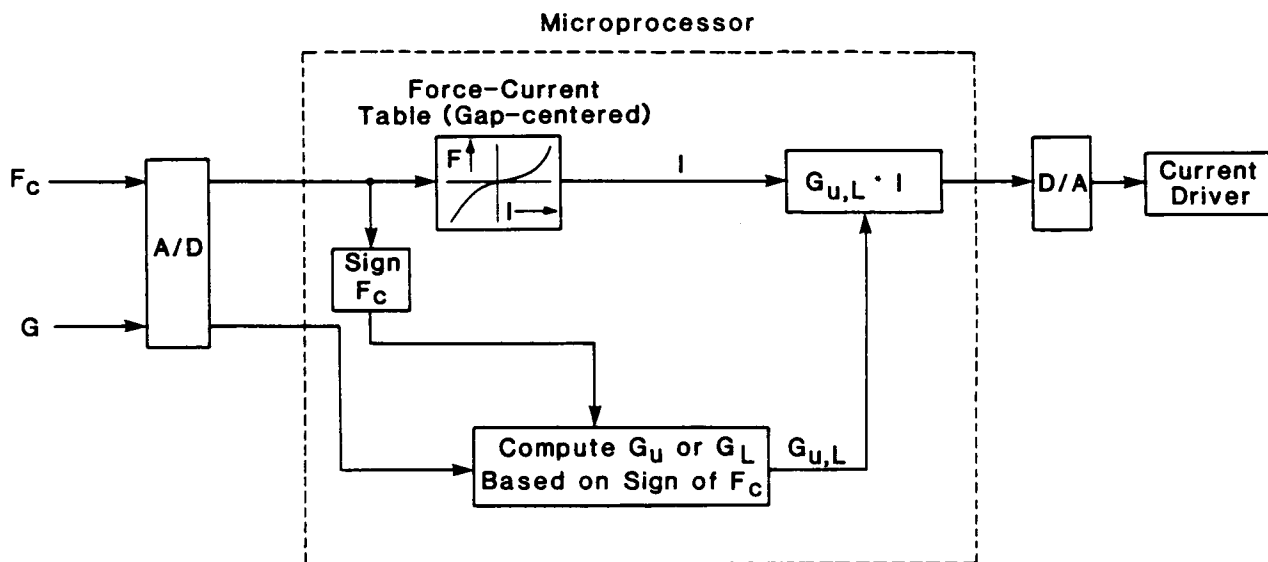 Microprocessor
Force-Current
Table (Gap-centered)
F
I
I
Fc
G
A/D
Sign
Fc
Gu,L · I
D/A
Current
Driver
Compute Gu or GL
Based on Sign of Fc
Gu,L